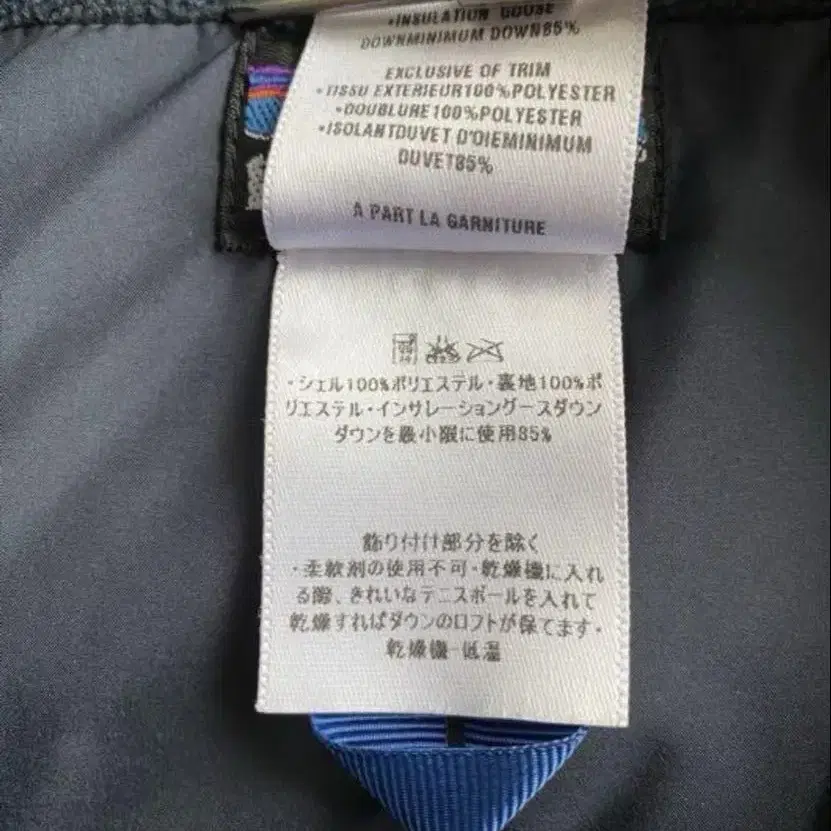 •INSULATION GOOSE
DOWNMINIMUM DOWN85%
EXCLUSIVE OF TRIM
•TISSU EXTERIEUR100%POLYESTER
•DOUBLURE100%POLYESTER
•ISOLANTDUVET D'OIEMINIMUM
DUVET85%
A PART LA GARNITURE
・シェル100%ポリエステル・裏地100%ポ
リエステル・インサレーショングースダウン
ダウンを最小限に使用85%
飾り付け部分を除く
・柔軟剤の使用不可・乾燥機に入れ
る際、きれいなテニスボールを入れて
乾燥すればダウンのロフトが保てます・
乾燥機-低温